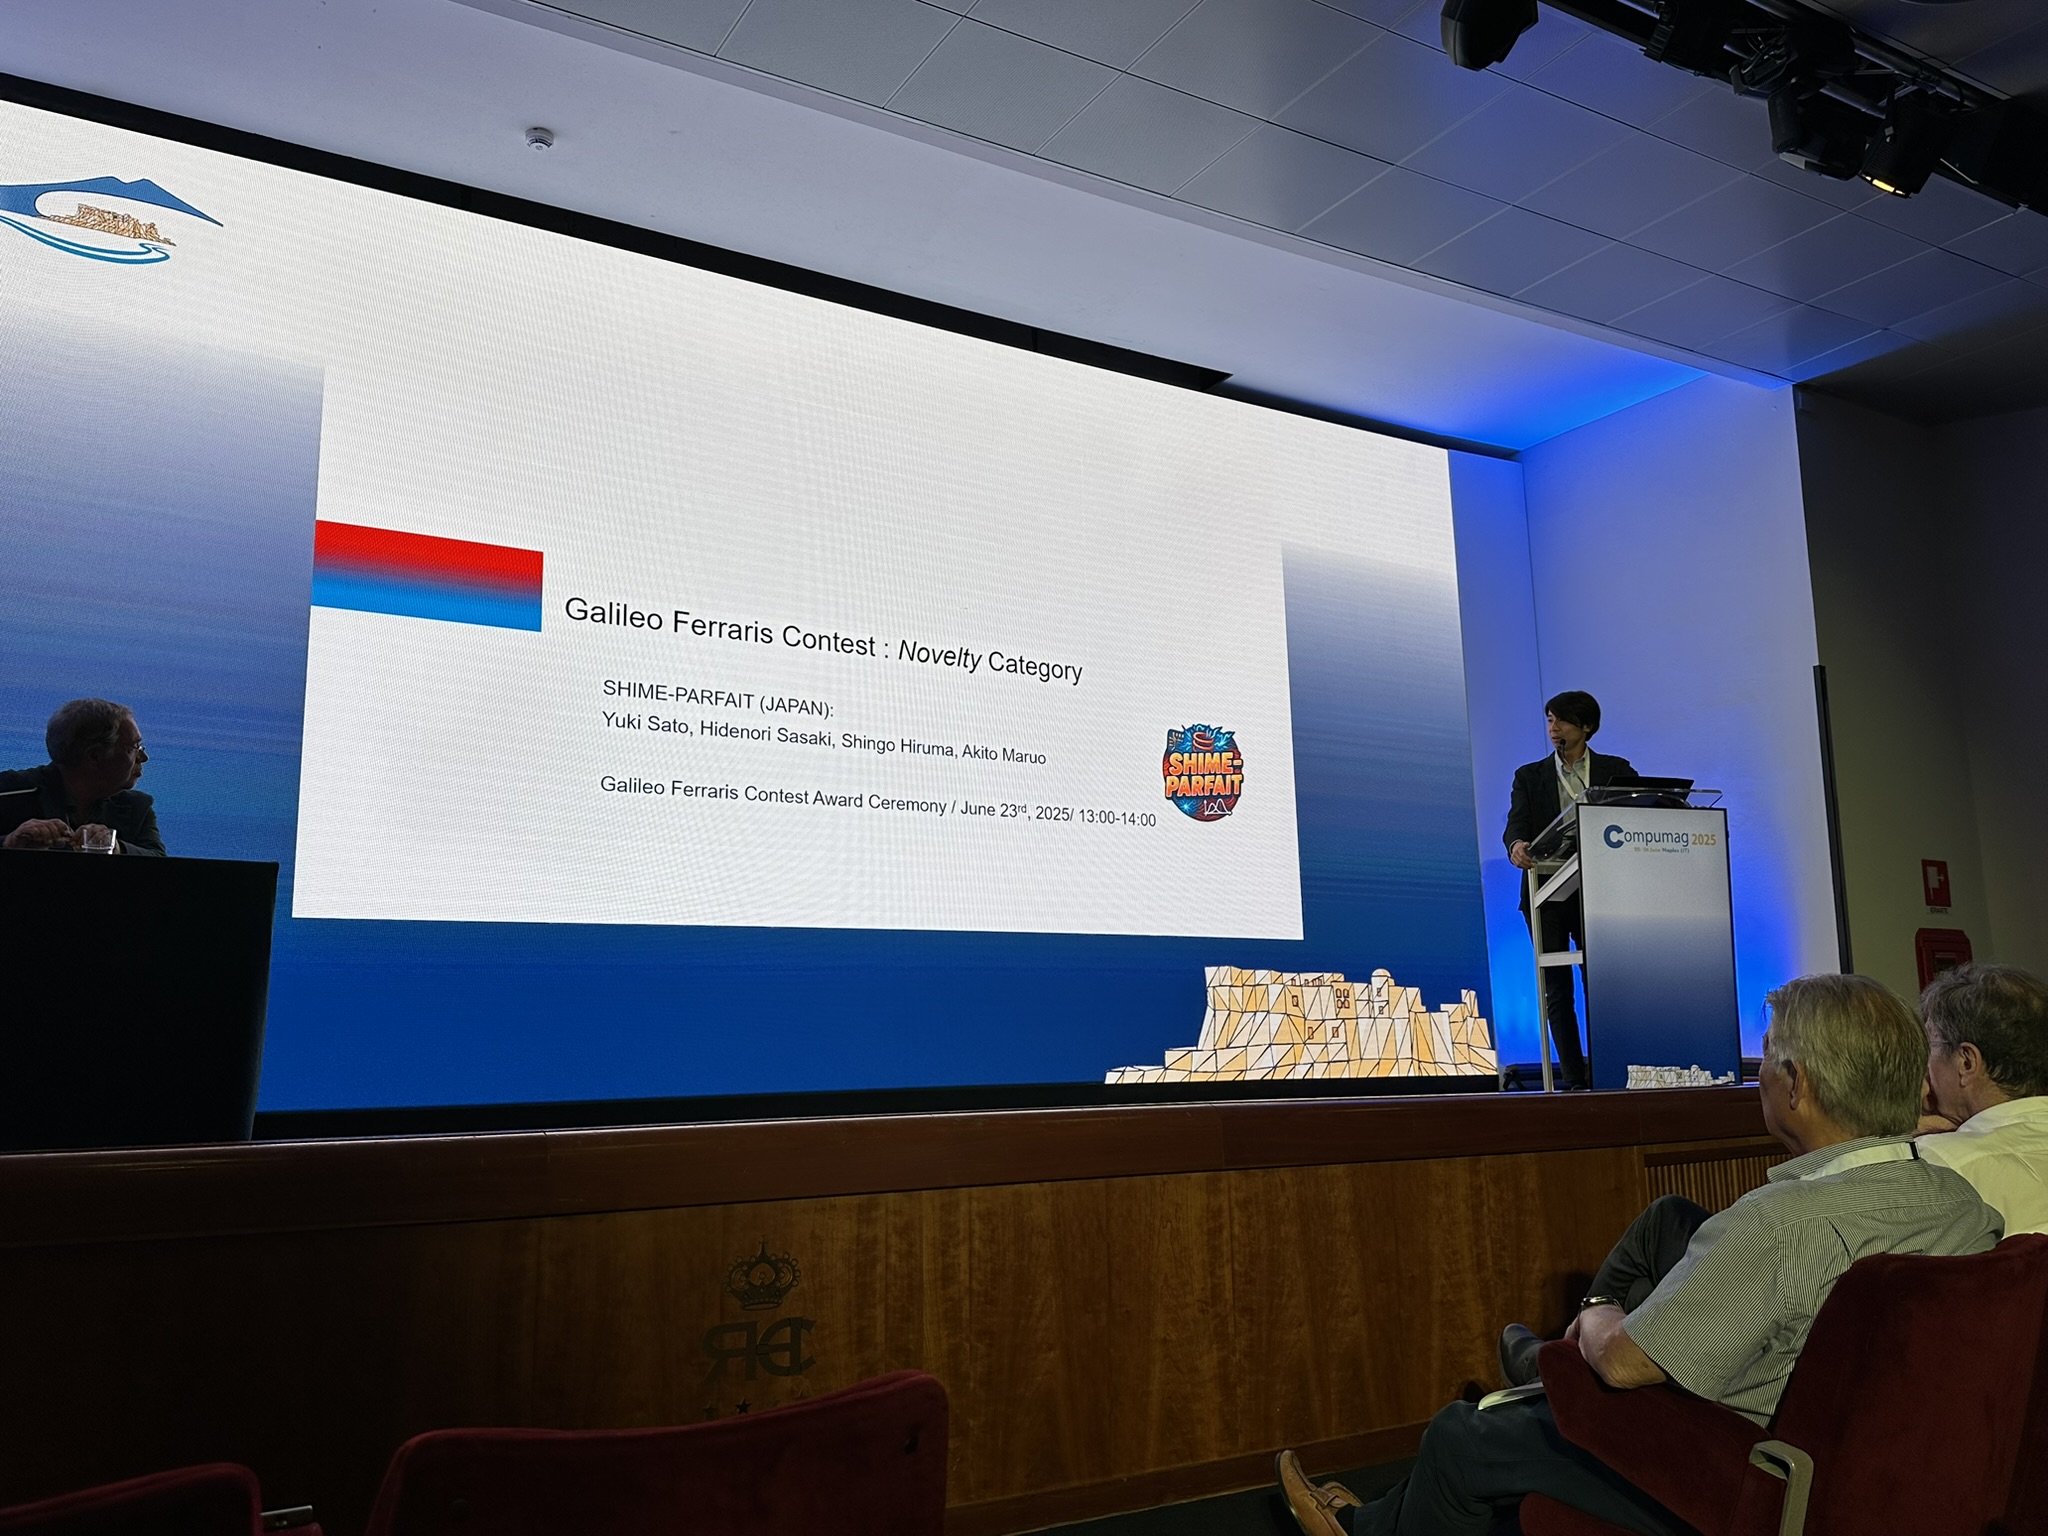 Galileo Ferraris Contest : Novelty Category
SHIME-PARFAIT (JAPAN):
Yuki Sato, Hidenori Sasaki, Shingo Hiruma, Akito Maruo
Galileo Ferraris Contest Award Ceremony / June 23rd, 2025/ 13:00-14:00
SHIME-
PARFAIT
Compumag 2025